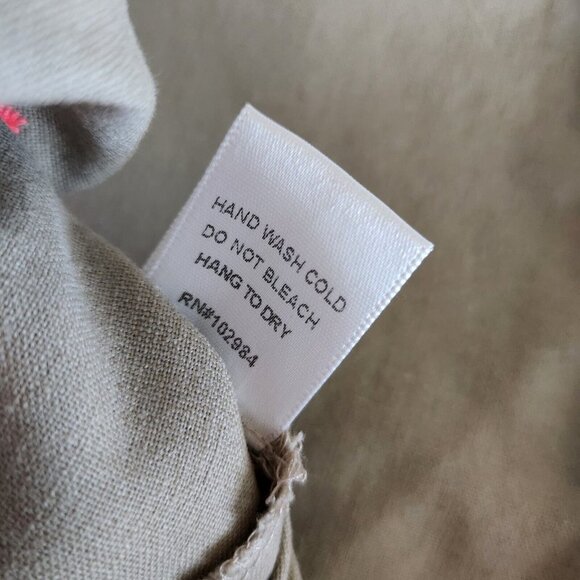 HAND WASH COLD
DO NOT BLEACH
HANG TO DRY
RN#102984